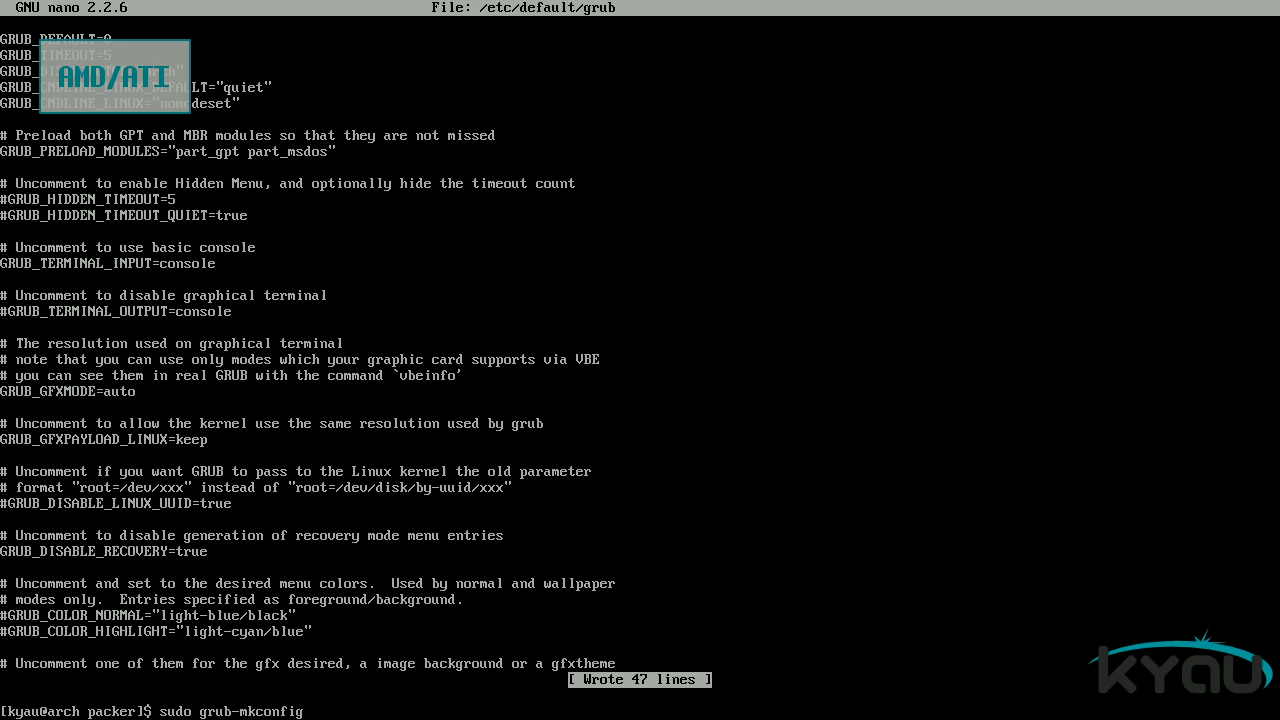 GNU nano 2.2.6 File: /etc/default/grub
GRUB_DEFAULT=0
GRUB_TIMEOUT=5
AMD/ATI
GRUB_CMDLINE_LINUX_DEFAULT="quiet"
GRUB_CMDLINE_LINUX="nomodeset"
# Preload both GPT and MBR modules so that they are not missed
GRUB_PRELOAD_MODULES="part_gpt part_msdos"
# Uncomment to enable Hidden Menu, and optionally hide the timeout count
#GRUB_HIDDEN_TIMEOUT=5
#GRUB_HIDDEN_TIMEOUT_QUIET=true
# Uncomment to use basic console
GRUB_TERMINAL_INPUT=console
# Uncomment to disable graphical terminal
#GRUB_TERMINAL_OUTPUT=console
# The resolution used on graphical terminal
# note that you can use only modes which your graphic card supports via VBE
# you can see them in real GRUB with the command `vbeinfo'
GRUB_GFXMODE=auto
# Uncomment to allow the kernel use the same resolution used by grub
GRUB_GFXPAYLOAD_LINUX=keep
# Uncomment if you want GRUB to pass to the Linux kernel the old parameter
# format "root=/dev/xxx" instead of "root=/dev/disk/by-uuid/xxx"
#GRUB_DISABLE_LINUX_UUID=true
# Uncomment to disable generation of recovery mode menu entries
GRUB_DISABLE_RECOVERY=true
# Uncomment and set to the desired menu colors.  Used by normal and wallpaper
# modes only.  Entries specified as foreground/background.
#GRUB_COLOR_NORMAL="light-blue/black"
#GRUB_COLOR_HIGHLIGHT="light-cyan/blue"
# Uncomment one of them for the gfx desired, a image background or a gfxtheme
[ Wrote 47 lines ]
kyau
[kyau@arch packer]$ sudo grub-mkconfig